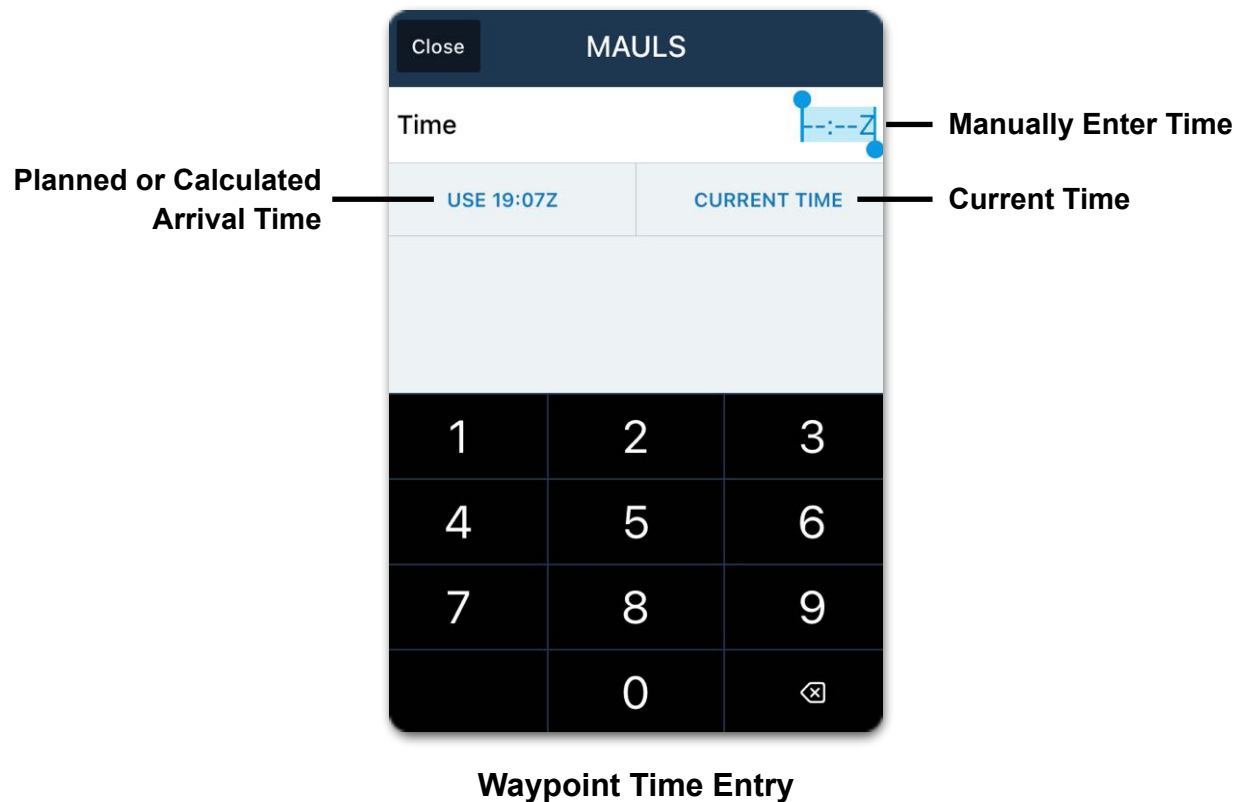 Close
MAULS
Time
--:--Z
Manually Enter Time
Planned or Calculated
Arrival Time
USE 19:07Z
CURRENT TIME
Current Time
1 2 3
4 5 6
7 8 9
0
Waypoint Time Entry